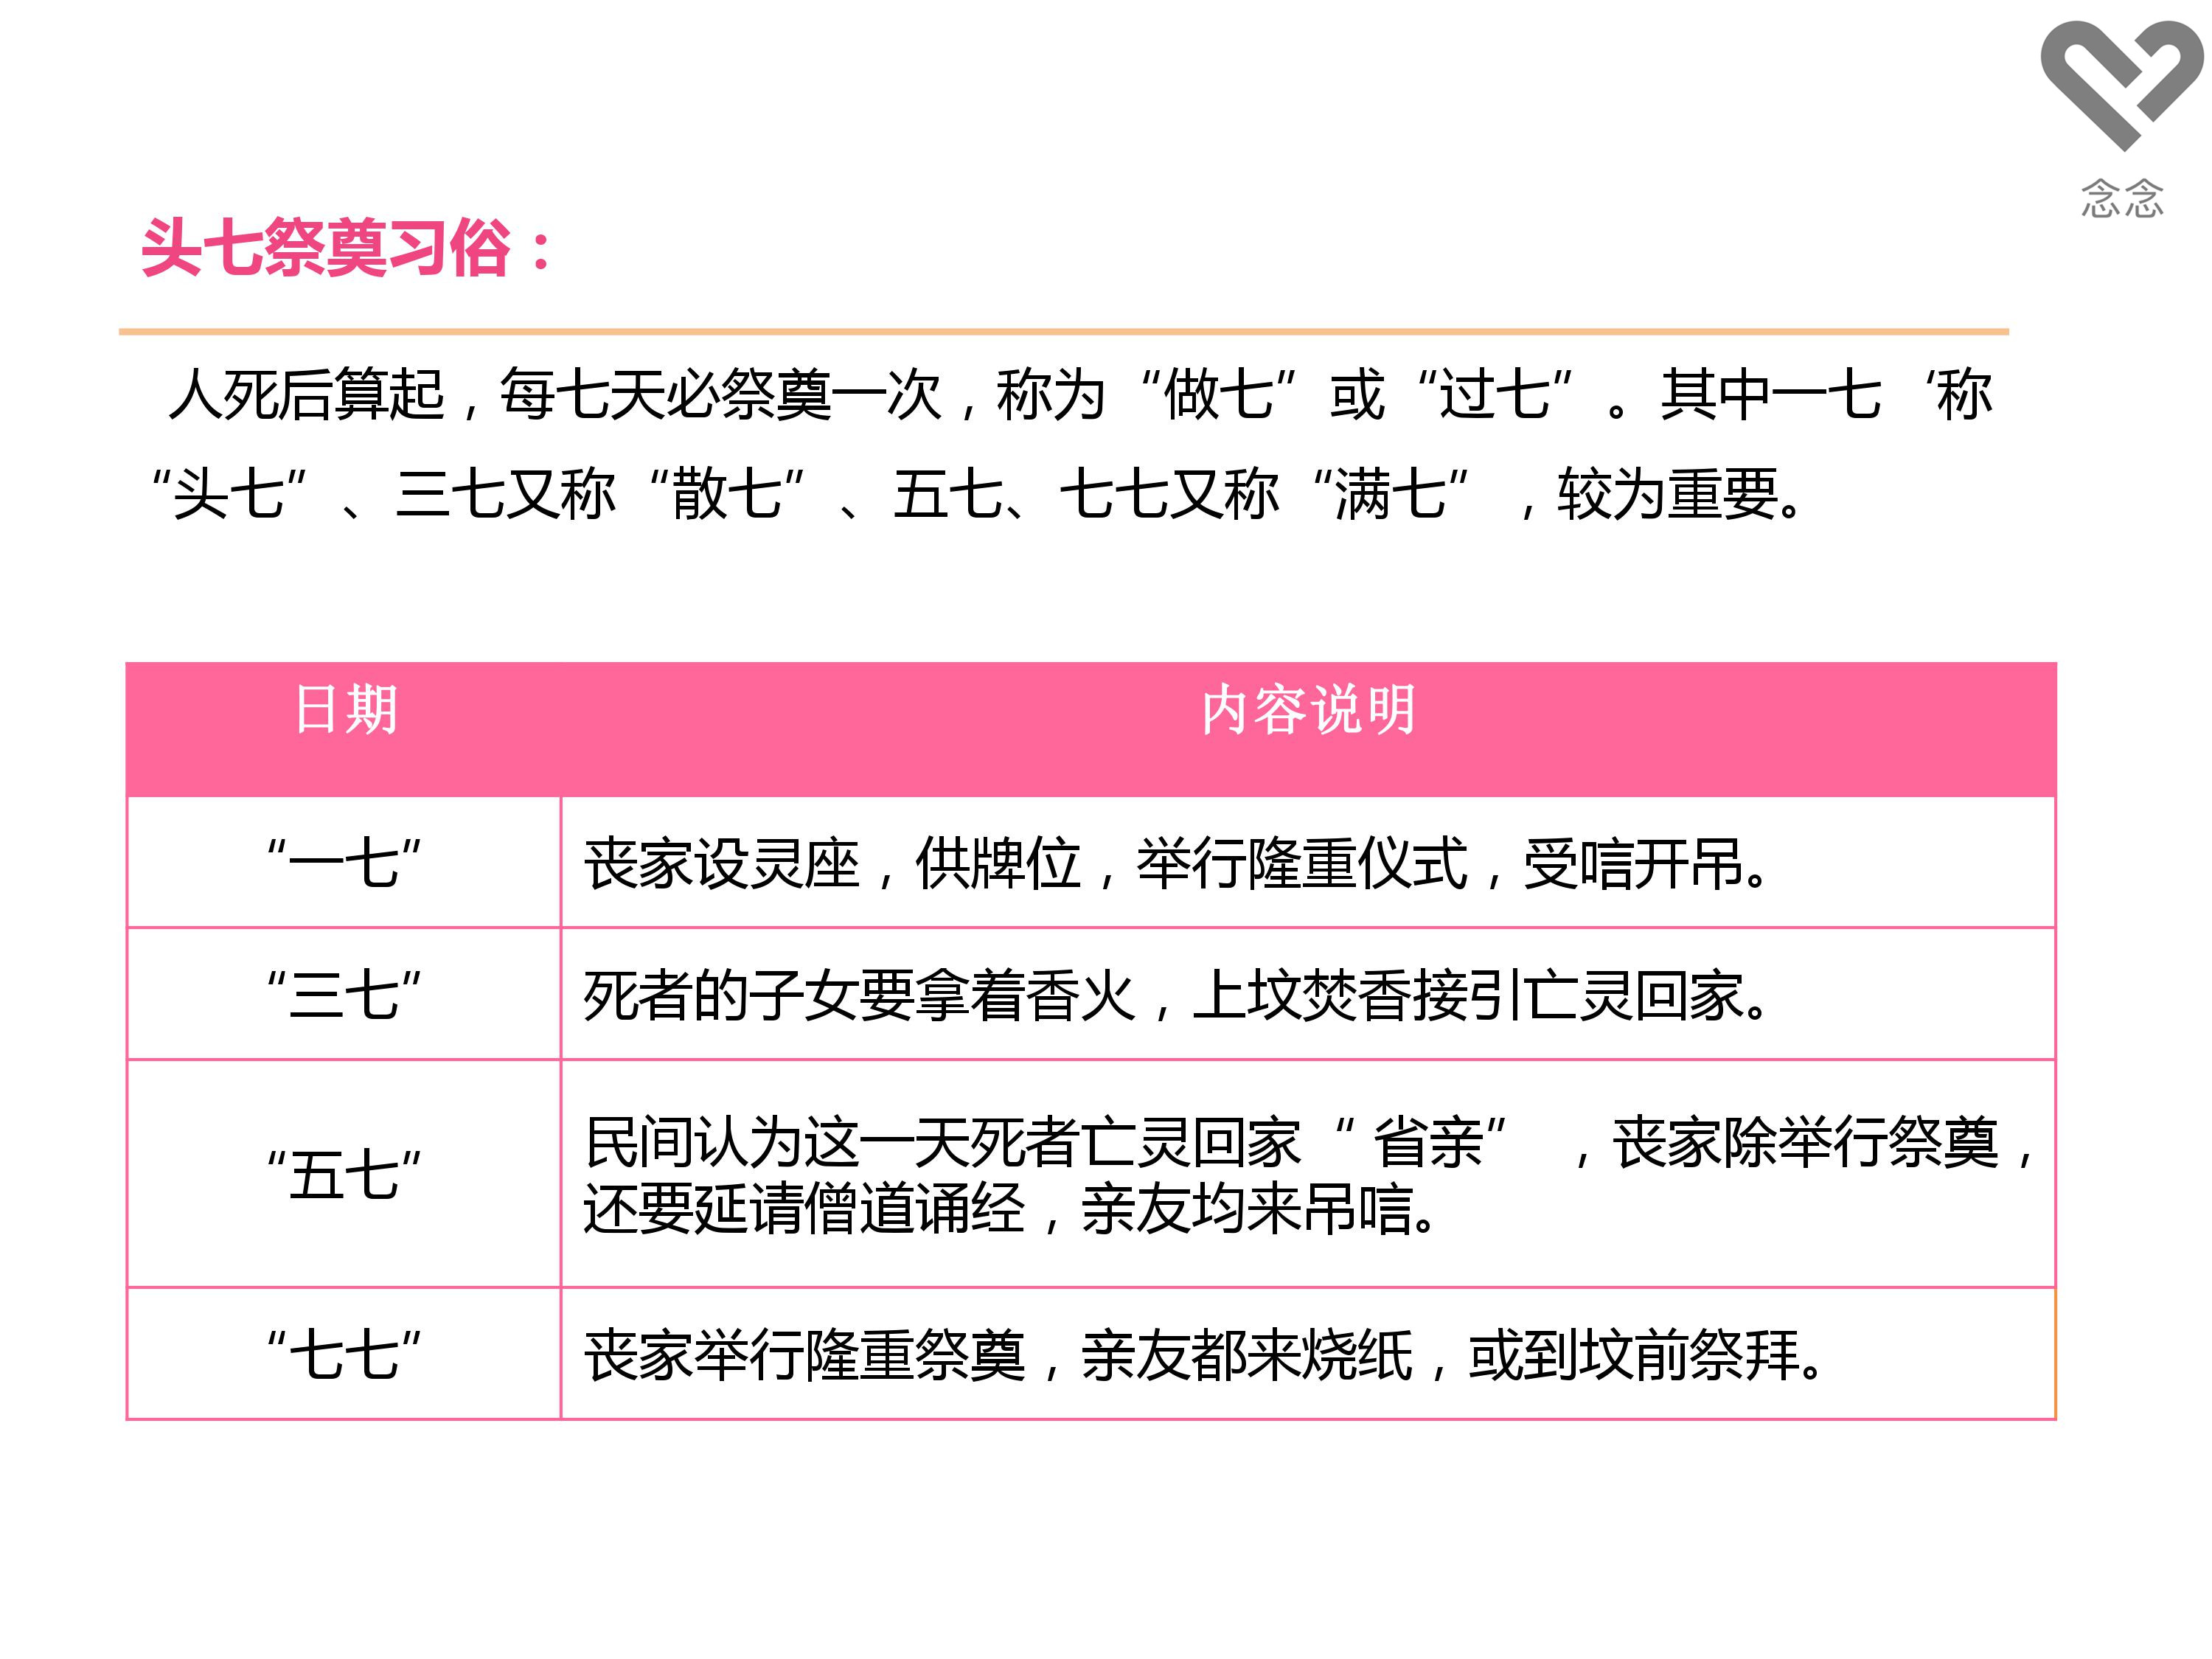 念念
头七祭奠习俗：
人死后算起，每七天必祭奠一次，称为“做七”或“过七”。其中一七‘称
“头七”、三七又称“散七”、五七、七七又称“满七”，较为重要。
日期 内容说明
“一七” 丧家设灵座，供牌位，举行隆重仪式，受唁开吊。
“三七” 死者的子女要拿着香火，上坟焚香接引亡灵回家。
“五七” 民间认为这一天死者亡灵回家“ 省亲” ，丧家除举行祭奠，
还要延请僧道诵经，亲友均来吊唁。
“七七” 丧家举行隆重祭奠，亲友都来烧纸，或到坟前祭拜。